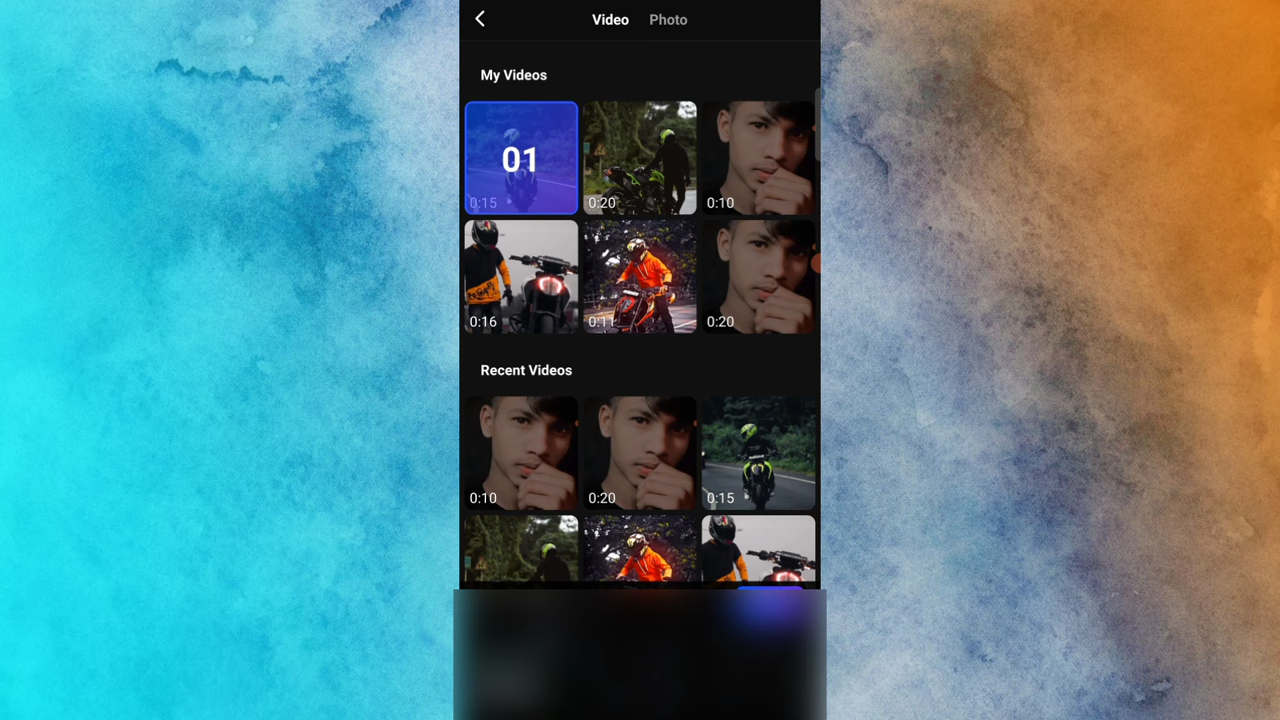 Video Photo
My Videos
01
0:15 0:20 0:10
0:16 0:11 0:20
Recent Videos
0:10 0:20 0:15